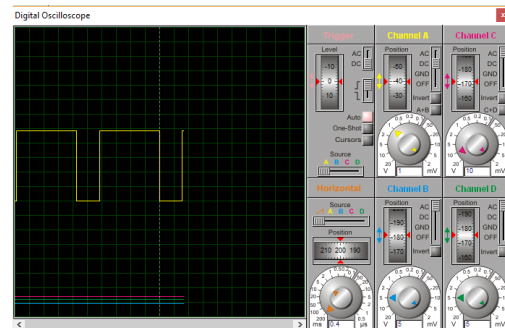 Digital Oscilloscope
x
Trigger
Level
AC
DC
-10
0
10
Auto
One-Shot
Cursors
Source
A B C D
Horizontal
Source
A B C D
Position
210 200 190
ms 0.4 µs
Channel A
Position
AC
DC
GND
OFF
-50
-40
-30
Invert
A+B
V 1 mV
Channel B
Position
AC
DC
GND
OFF
-190
-180
-170
Invert
V 5 mV
Channel C
Position
AC
DC
GND
OFF
-180
-170
-160
Invert
C+D
V 10 mV
Channel D
Position
AC
DC
GND
OFF
-190
-180
-170
-160
Invert
V 5 mV